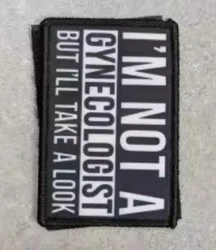 I'M NOT A
GYNECOLOGIST
BUT I'LL TAKE A LOOK